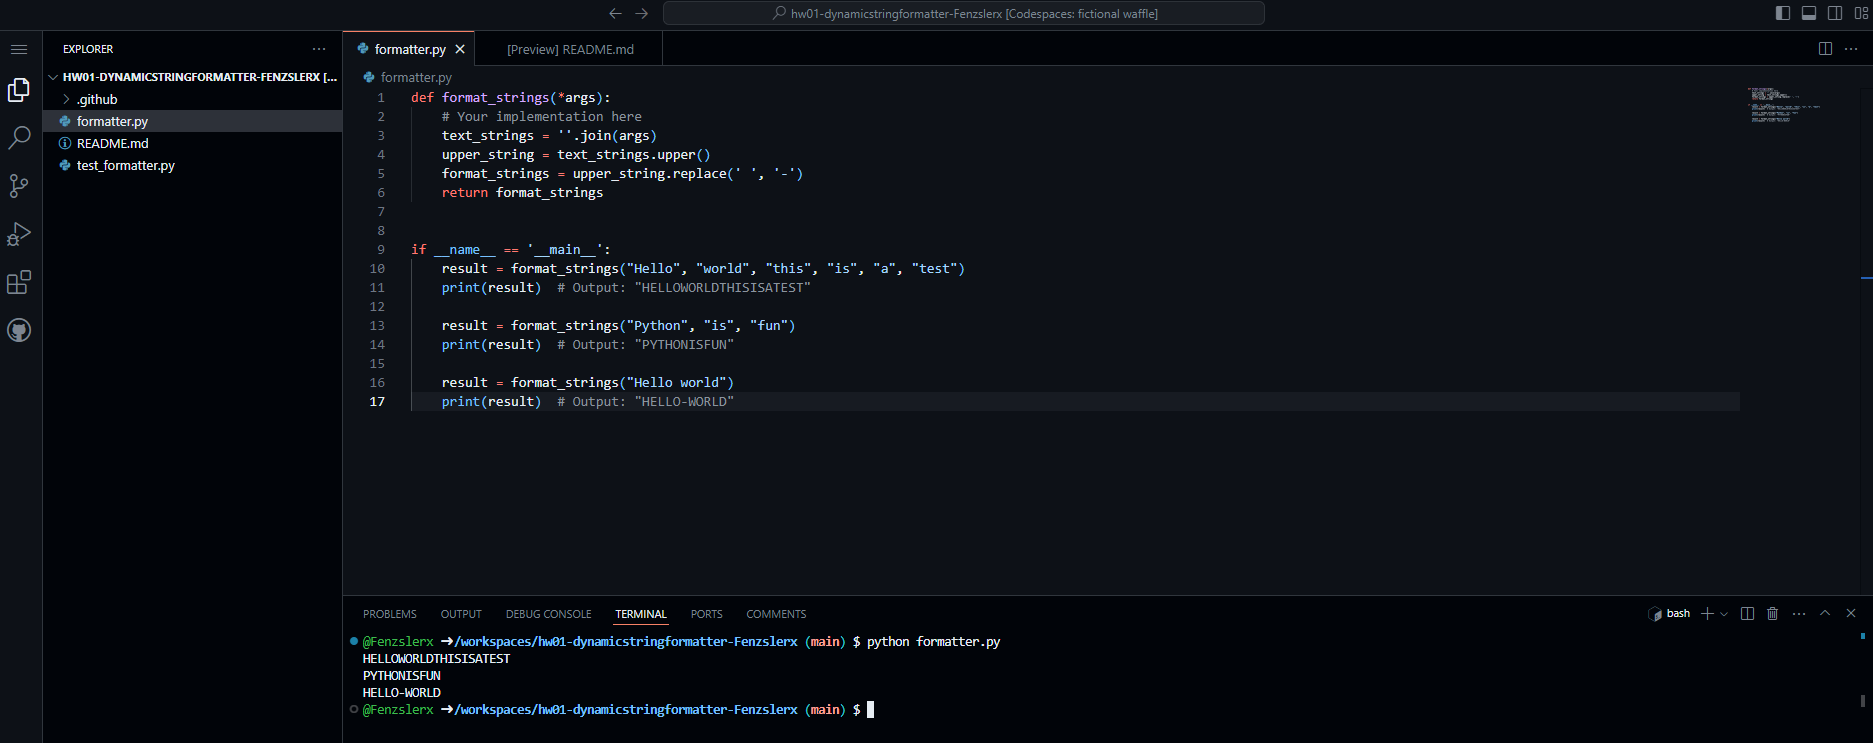 hw01-dynamicstringformatter-Fenzslerx [Codespaces: fictional waffle]
EXPLORER
HW01-DYNAMICSTRINGFORMATTER-FENZSLERX [...
.github
formatter.py
README.md
test_formatter.py
formatter.py
[Preview] README.md
formatter.py
1 def format_strings(*args):
2     # Your implementation here
3     text_strings = ''.join(args)
4     upper_string = text_strings.upper()
5     format_strings = upper_string.replace(' ', '-')
6     return format_strings
7
8
9 if __name__ == '__main__':
10     result = format_strings("Hello", "world", "this", "is", "a", "test")
11     print(result)  # Output: "HELLOWORLDTHISISATEST"
12
13     result = format_strings("Python", "is", "fun")
14     print(result)  # Output: "PYTHONISFUN"
15
16     result = format_strings("Hello world")
17     print(result)  # Output: "HELLO-WORLD"
PROBLEMS OUTPUT DEBUG CONSOLE TERMINAL PORTS COMMENTS
bash
@Fenzslerx ➜/workspaces/hw01-dynamicstringformatter-Fenzslerx (main) $ python formatter.py
HELLOWORLDTHISISATEST
PYTHONISFUN
HELLO-WORLD
@Fenzslerx ➜/workspaces/hw01-dynamicstringformatter-Fenzslerx (main) $